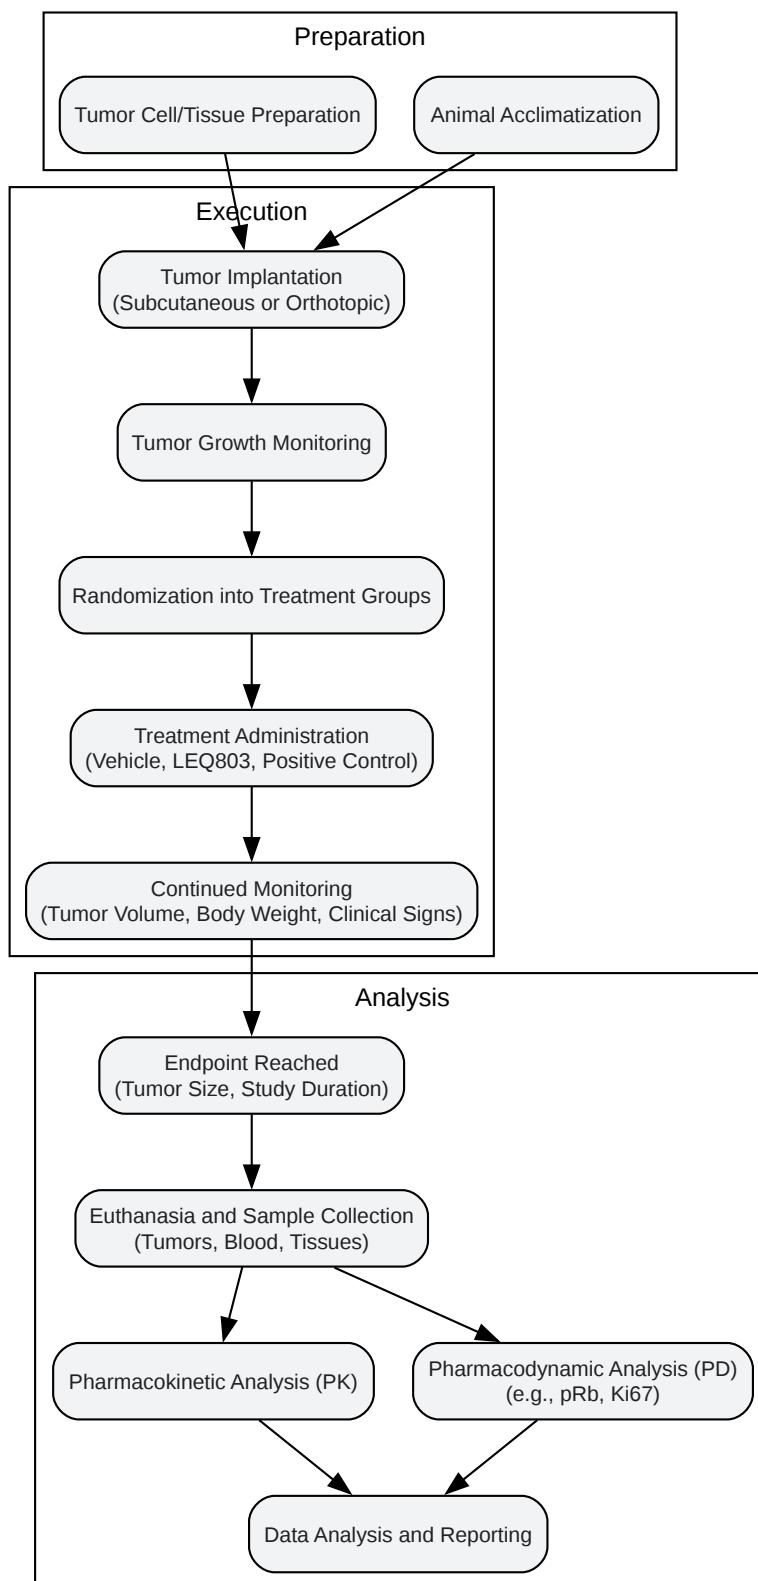 Preparation
Tumor Cell/Tissue Preparation
Animal Acclimatization
Execution
Tumor Implantation
(Subcutaneous or Orthotopic)
Tumor Growth Monitoring
Randomization into Treatment Groups
Treatment Administration
(Vehicle, LEQ803, Positive Control)
Continued Monitoring
(Tumor Volume, Body Weight, Clinical Signs)
Analysis
Endpoint Reached
(Tumor Size, Study Duration)
Euthanasia and Sample Collection
(Tumors, Blood, Tissues)
Pharmacokinetic Analysis (PK)
Pharmacodynamic Analysis (PD)
(e.g., pRb, Ki67)
Data Analysis and Reporting